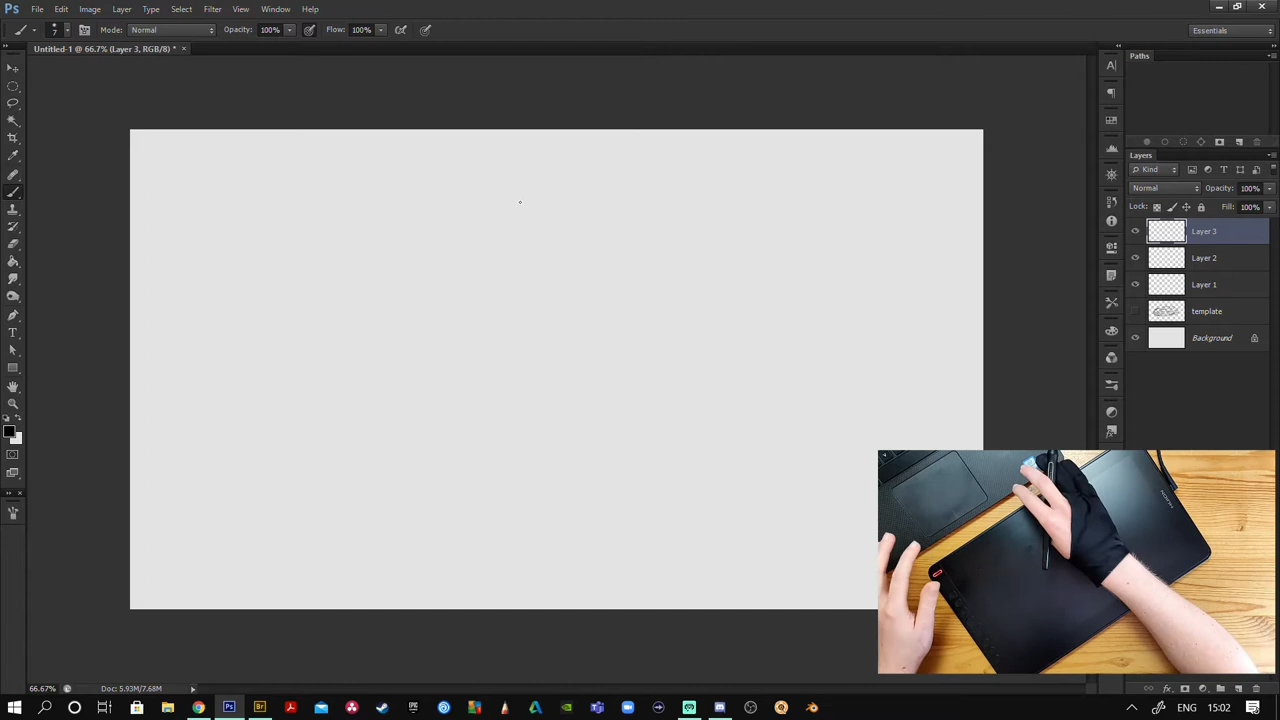 Ps File Edit Image Layer Type Select Filter View Window Help
7 Mode: Normal Opacity: 100% Flow: 100% Essentials
Untitled-1 @ 66.7% (Layer 3, RGB/8) * ×
Paths
Layers
Kind
Normal Opacity: 100%
Lock: Fill: 100%
Layer 3
Layer 2
Layer 1
template
Background
66.67% Doc: 5.93M/7.68M
ENG 15:02